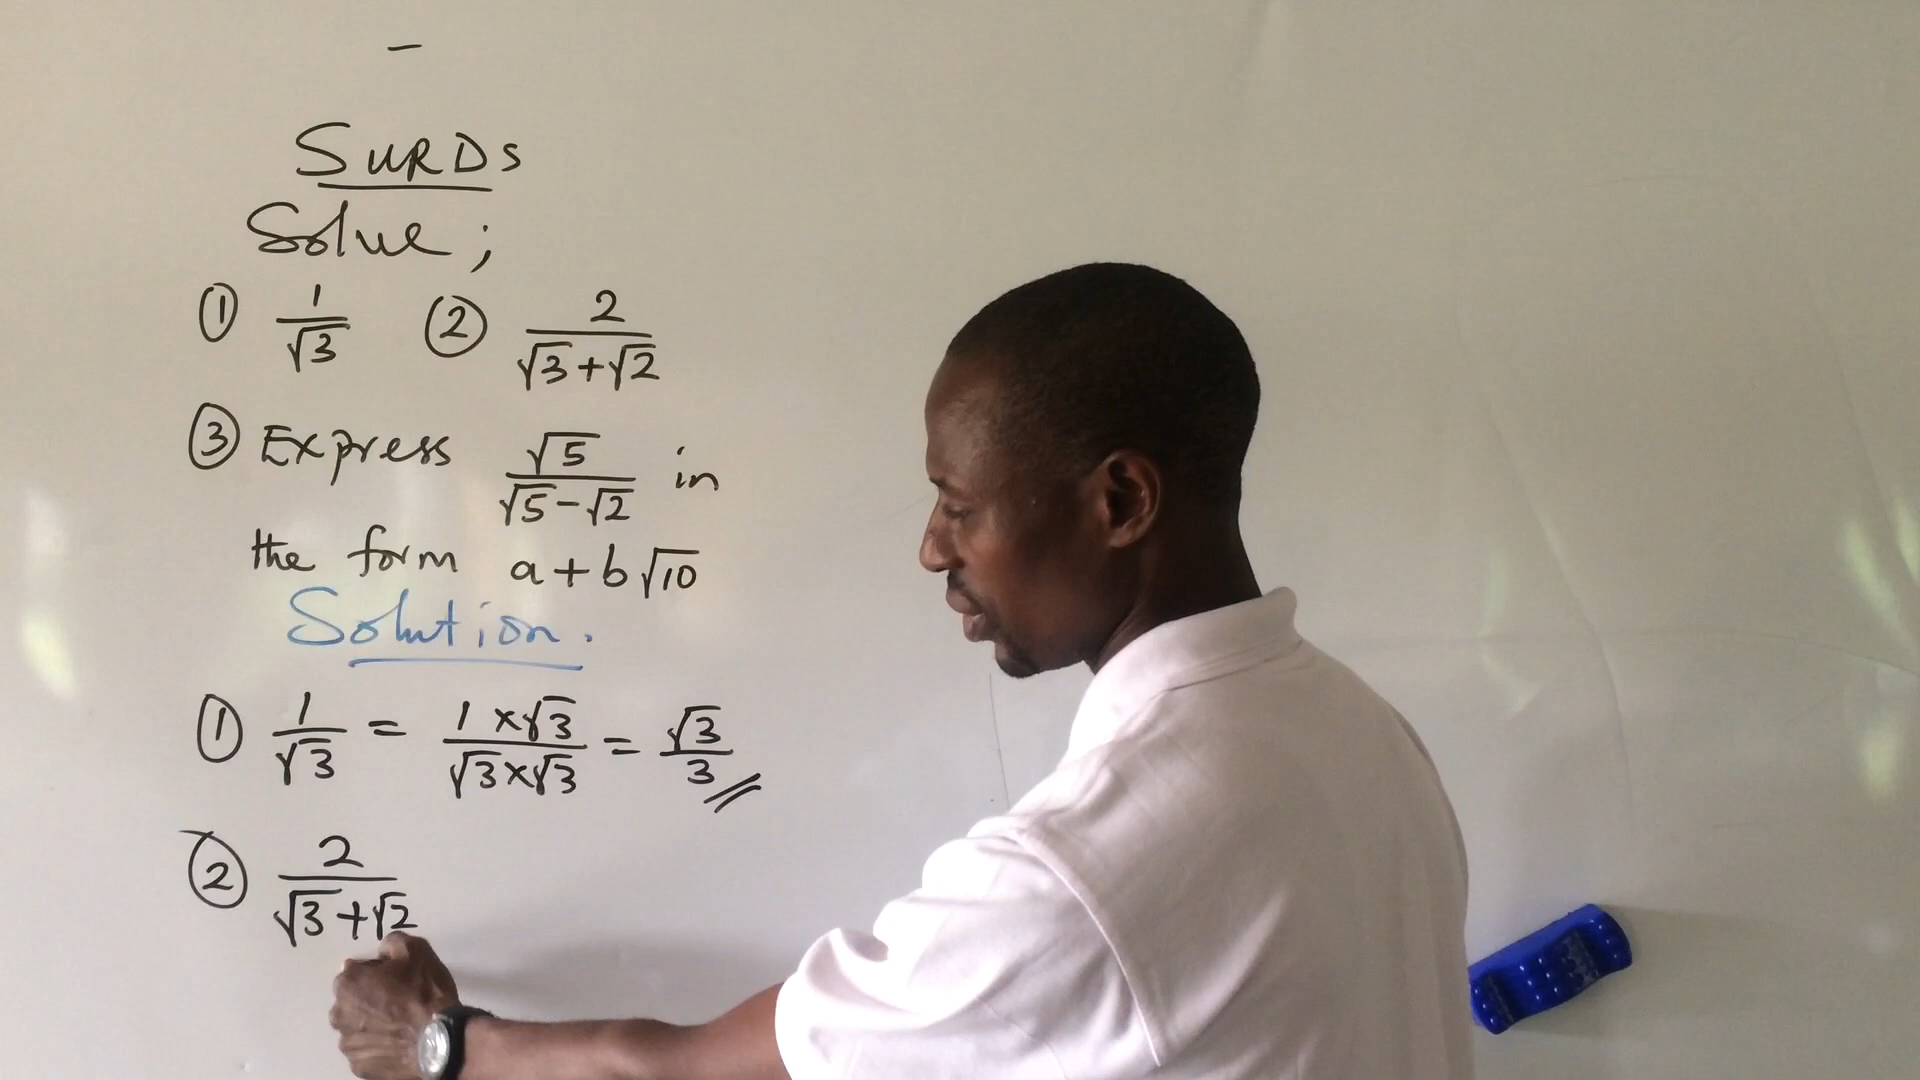 SURDs
Solve;
① 1/√3 ② 2/(√3+√2)
③ Express √5/(√5-√2) in
the form a+b√10
Solution.
① 1/√3 = (1×√3)/(√3×√3) = √3/3
② 2/(√3+√2)